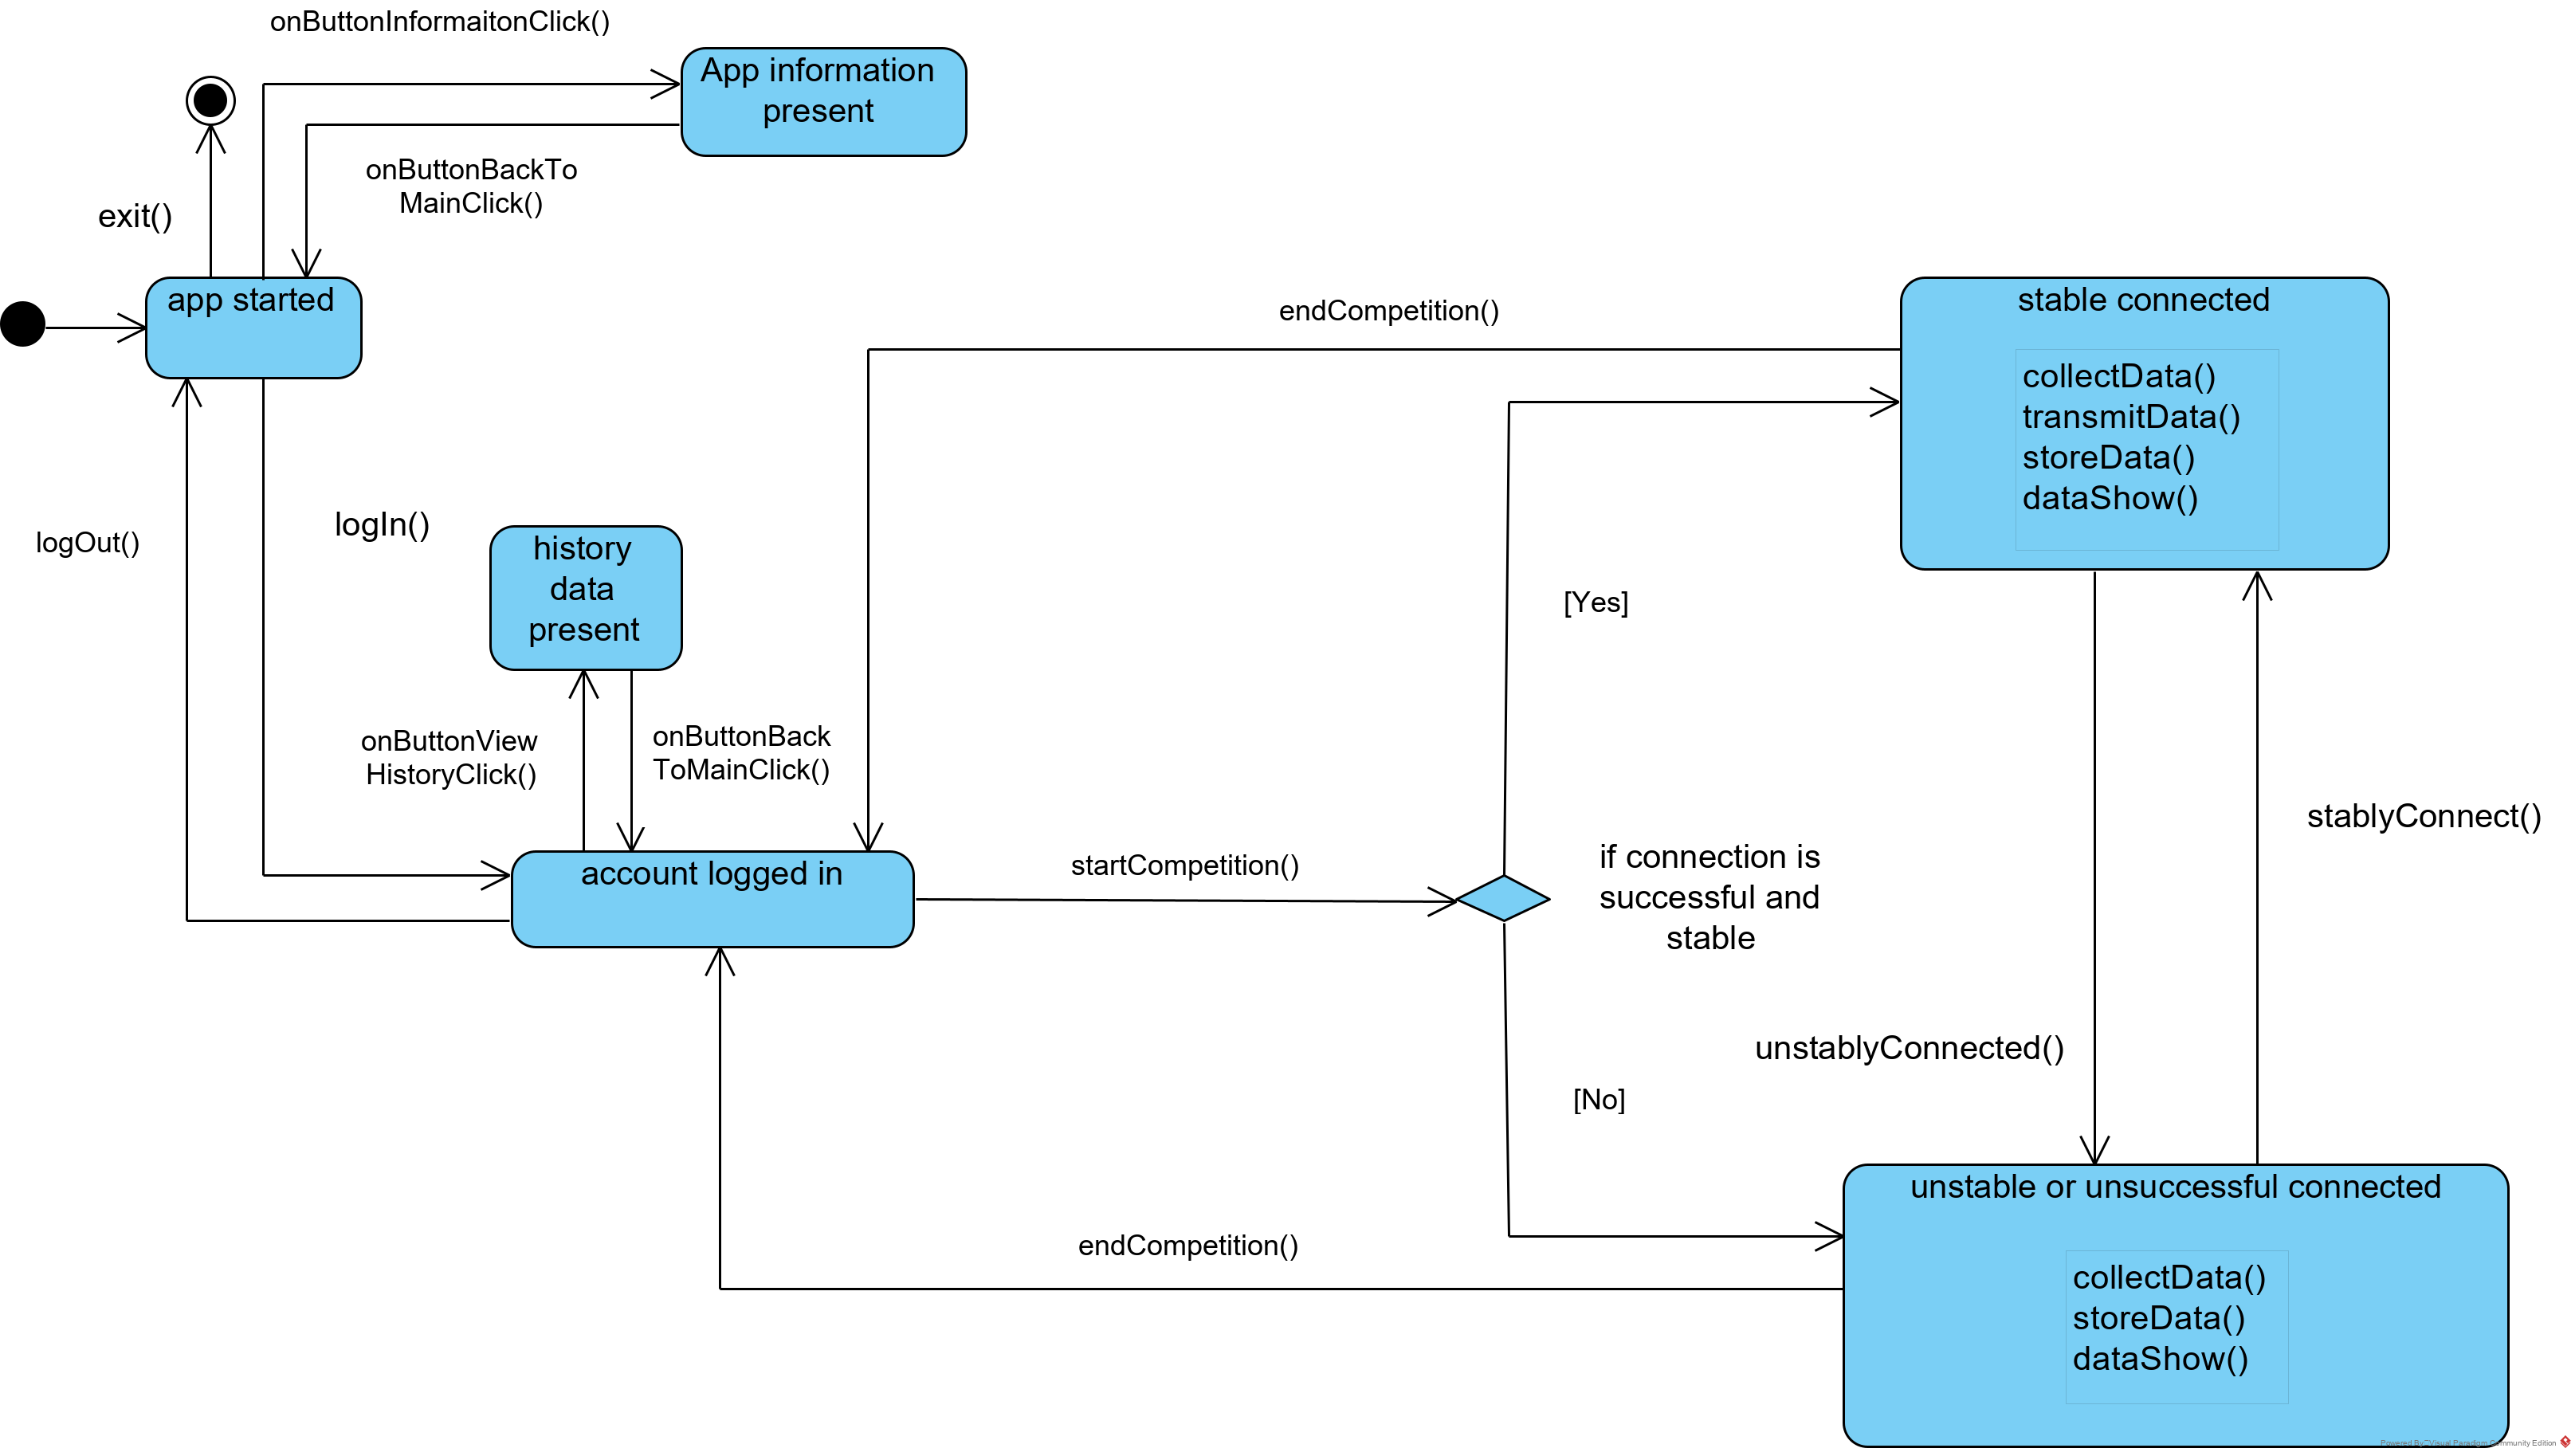 onButtonInformaitonClick()
App information
present
onButtonBackTo
MainClick()
exit()
app started
endCompetition()
stable connected
collectData()
transmitData()
storeData()
dataShow()
logOut()
logIn()
history
data
present
[Yes]
onButtonView
HistoryClick()
onButtonBack
ToMainClick()
account logged in
startCompetition()
if connection is
successful and
stable
stablyConnect()
unstablyConnected()
[No]
endCompetition()
unstable or unsuccessful connected
collectData()
storeData()
dataShow()
Powered By Visual Paradigm Community Edition